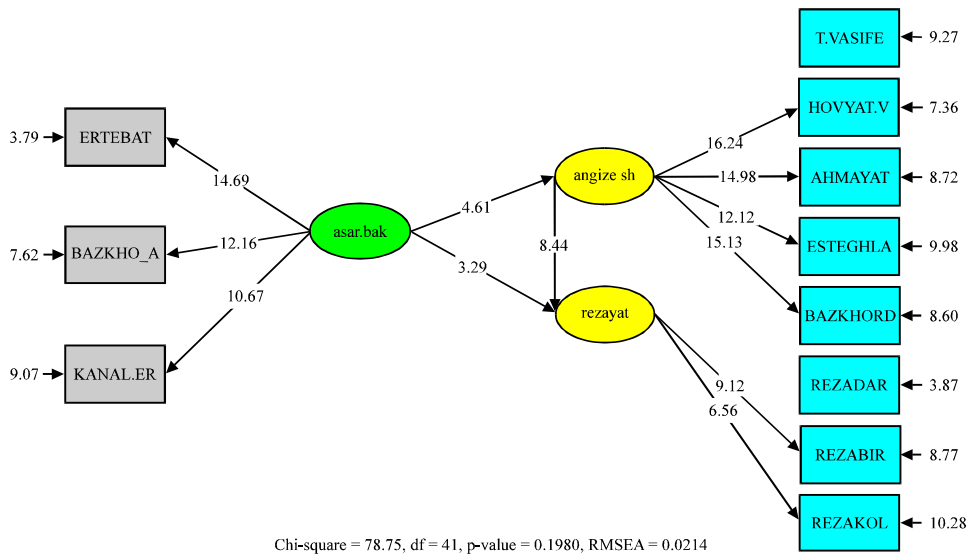 T.VASIFE 9.27
HOVYAT.V 7.36
3.79 ERTEBAT
16.24
14.69
angize sh
14.98
AHMAYAT 8.72
4.61
12.12
asar.bak
12.16
15.13
7.62 BAZKHO_A
8.44
ESTEGHLA 9.98
3.29
10.67
rezayat
BAZKHORD 8.60
9.07 KANAL.ER
REZADAR 3.87
9.12
6.56
REZABIR 8.77
REZAKOL 10.28
Chi-square = 78.75, df = 41, p-value = 0.1980, RMSEA = 0.0214